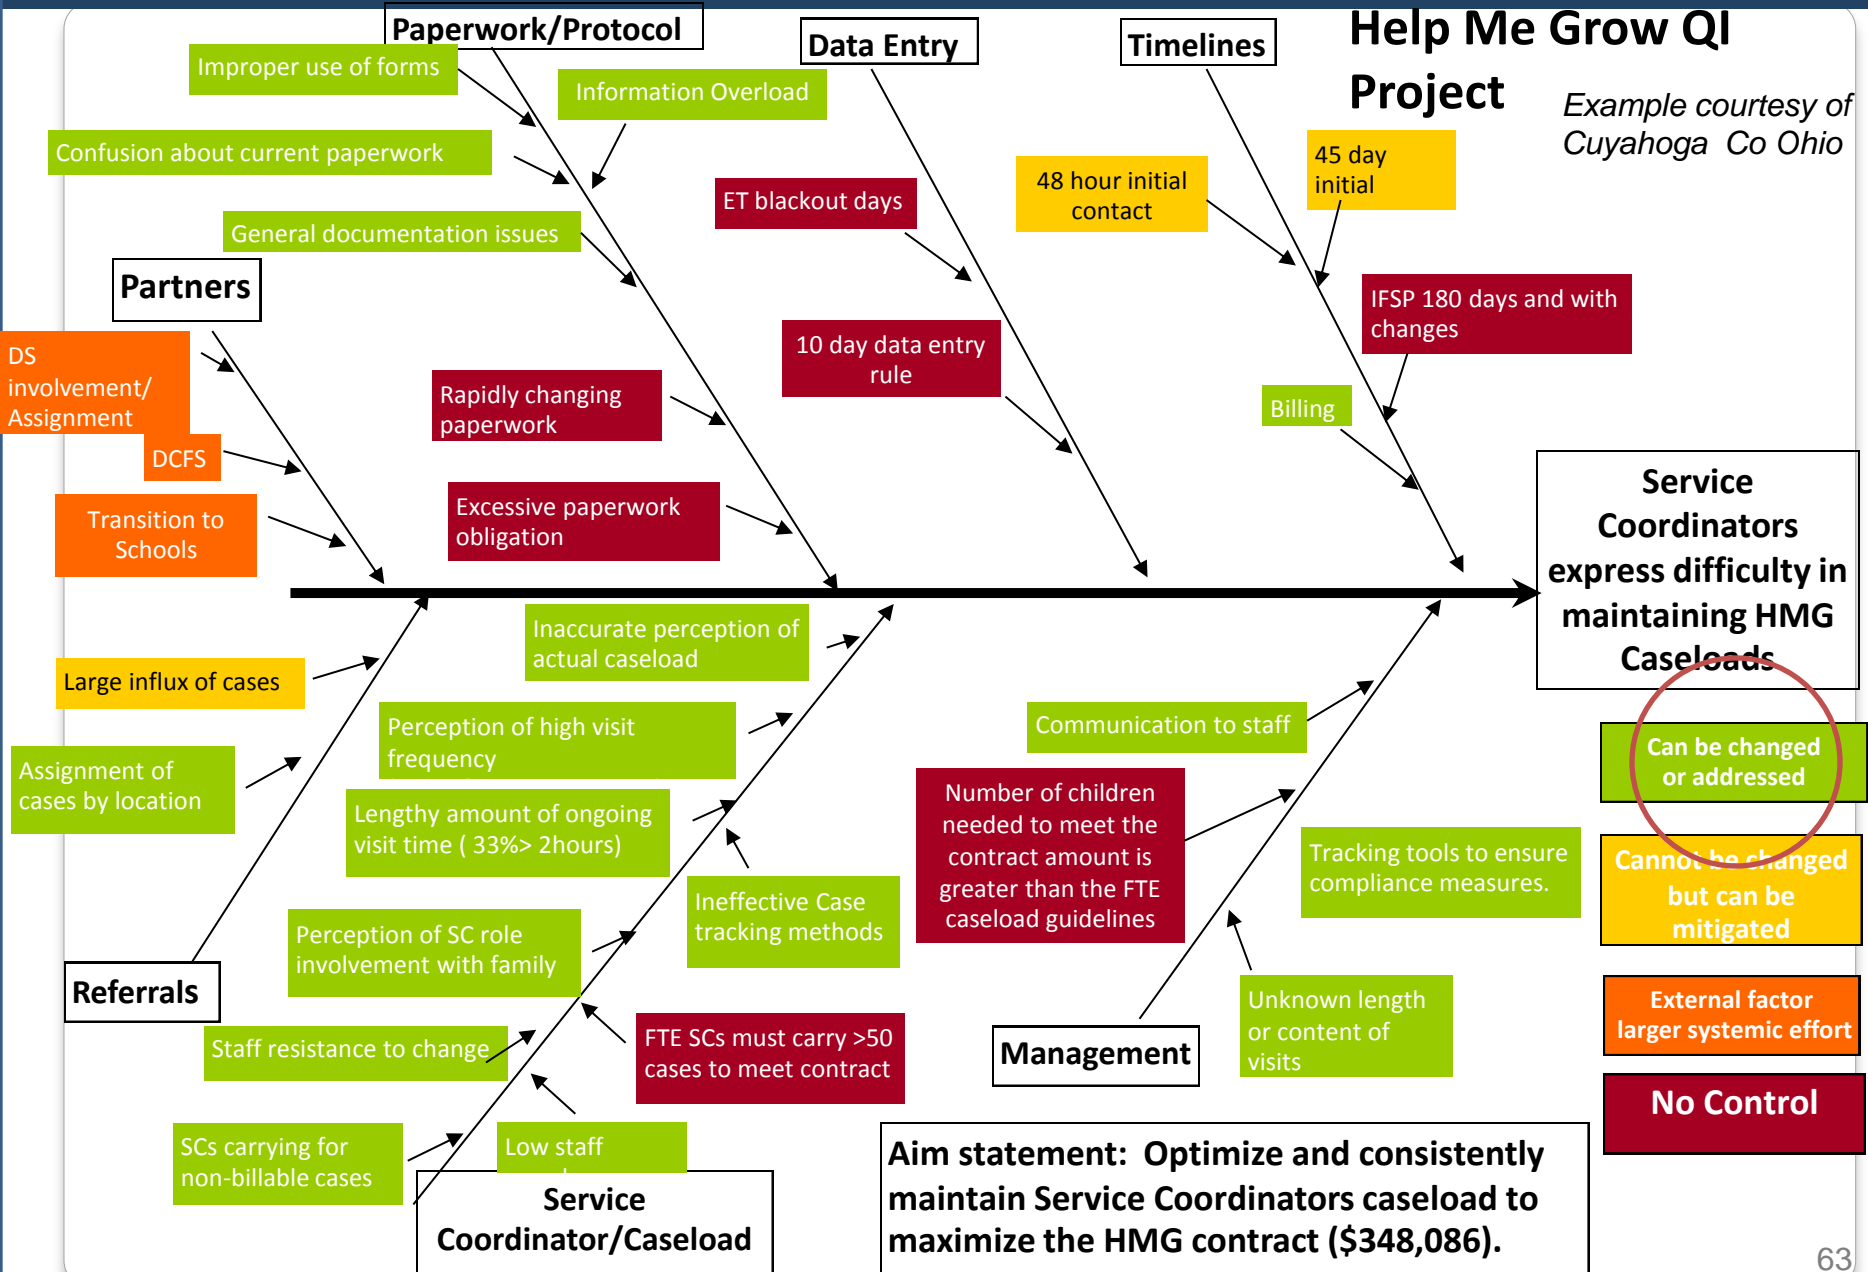 Help Me Grow QI
Project
Example courtesy of
Cuyahoga Co Ohio
Paperwork/Protocol
Data Entry
Timelines
Improper use of forms
Information Overload
Confusion about current paperwork
General documentation issues
Rapidly changing
paperwork
Excessive paperwork
obligation
ET blackout days
10 day data entry
rule
48 hour initial
contact
45 day
initial
IFSP 180 days and with
changes
Billing
Partners
DS
involvement/
Assignment
DCFS
Transition to
Schools
Service
Coordinators
express difficulty in
maintaining HMG
Caseloads
Large influx of cases
Assignment of
cases by location
Referrals
Inaccurate perception of
actual caseload
Perception of high visit
frequency
Lengthy amount of ongoing
visit time ( 33%> 2hours)
Ineffective Case
tracking methods
Perception of SC role
involvement with family
Staff resistance to change
FTE SCs must carry >50
cases to meet contract
SCs carrying for
non-billable cases
Low staff
Service
Coordinator/Caseload
Communication to staff
Number of children
needed to meet the
contract amount is
greater than the FTE
caseload guidelines
Tracking tools to ensure
compliance measures.
Unknown length
or content of
visits
Management
Can be changed
or addressed
Cannot be changed
but can be
mitigated
External factor
larger systemic effort
No Control
Aim statement: Optimize and consistently
maintain Service Coordinators caseload to
maximize the HMG contract ($348,086).
63